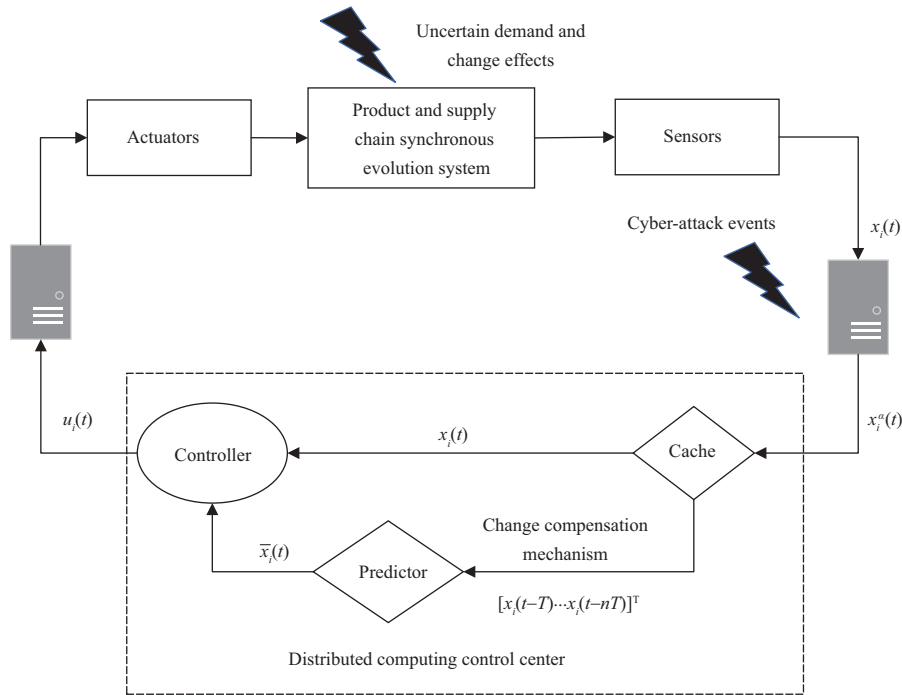 Uncertain demand and
change effects
Actuators
Product and supply
chain synchronous
evolution system
Sensors
Cyber-attack events
x_i(t)
u_i(t)
x_i^α(t)
Controller
x_i(t)
Cache
Change compensation
mechanism
x̅_i(t)
Predictor
[x_i(t−T)···x_i(t−nT)]^T
Distributed computing control center